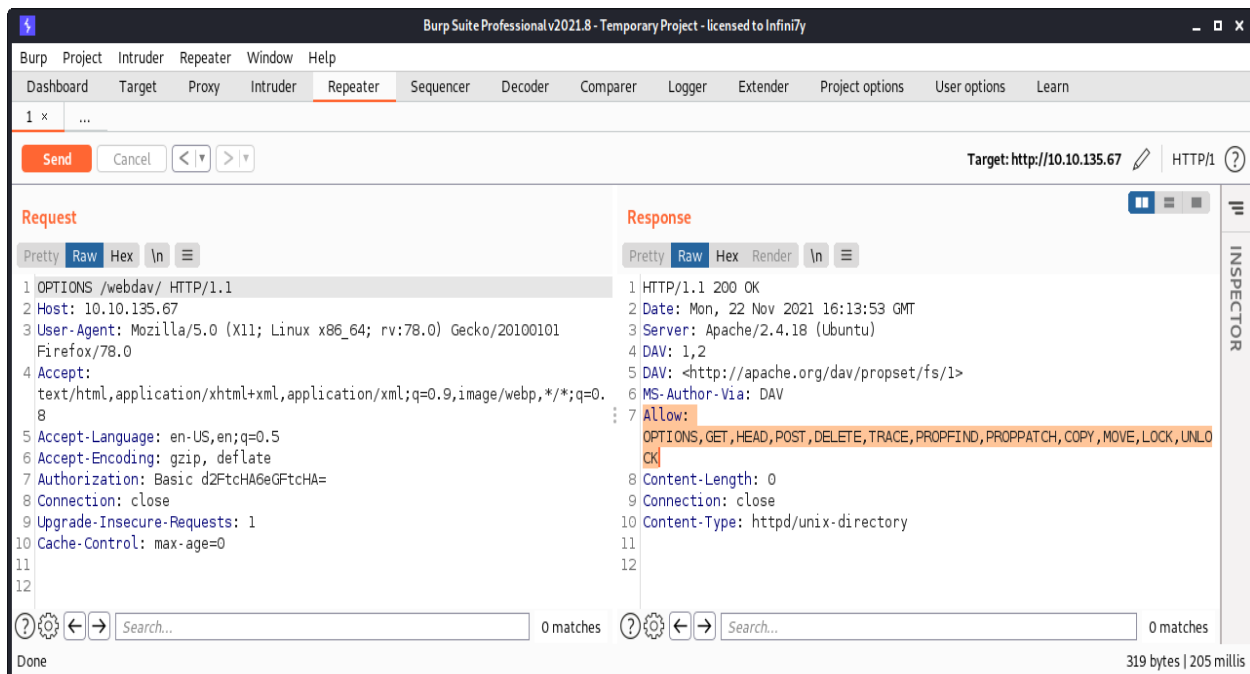 Burp Suite Professional v2021.8 - Temporary Project - licensed to Infini7y
Burp Project Intruder Repeater Window Help
Dashboard Target Proxy Intruder Repeater Sequencer Decoder Comparer Logger Extender Project options User options Learn
1 × ...
Send Cancel < > Target: http://10.10.135.67 HTTP/1 ?
Request
Pretty Raw Hex \n
1 OPTIONS /webdav/ HTTP/1.1
2 Host: 10.10.135.67
3 User-Agent: Mozilla/5.0 (X11; Linux x86_64; rv:78.0) Gecko/20100101
Firefox/78.0
4 Accept:
text/html,application/xhtml+xml,application/xml;q=0.9,image/webp,*/*;q=0.
8
5 Accept-Language: en-US,en;q=0.5
6 Accept-Encoding: gzip, deflate
7 Authorization: Basic d2FtcHA6eGFtcHA=
8 Connection: close
9 Upgrade-Insecure-Requests: 1
10 Cache-Control: max-age=0
11
12
? Search... 0 matches
Response
Pretty Raw Hex Render \n
1 HTTP/1.1 200 OK
2 Date: Mon, 22 Nov 2021 16:13:53 GMT
3 Server: Apache/2.4.18 (Ubuntu)
4 DAV: 1,2
5 DAV: <http://apache.org/dav/propset/fs/1>
6 MS-Author-Via: DAV
7 Allow:
OPTIONS,GET,HEAD,POST,DELETE,TRACE,PROPFIND,PROPPATCH,COPY,MOVE,LOCK,UNLO
CK
8 Content-Length: 0
9 Connection: close
10 Content-Type: httpd/unix-directory
11
12
? Search... 0 matches
INSPECTOR
Done 319 bytes | 205 millis